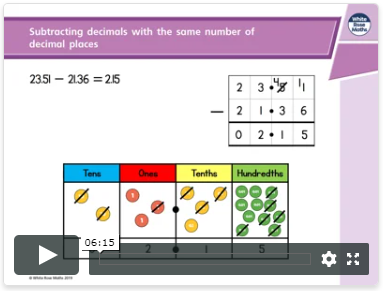 Subtracting decimals with the same number of
decimal places
White
Rose
Maths
23.51 − 21.36 = 2.15
2 3 • 5 4 1 1
− 2 1 • 3 6
0 2 • 1 5
Tens Ones Tenths Hundredths
1
1
2 • 1 5
06:15
© White Rose Maths 2019